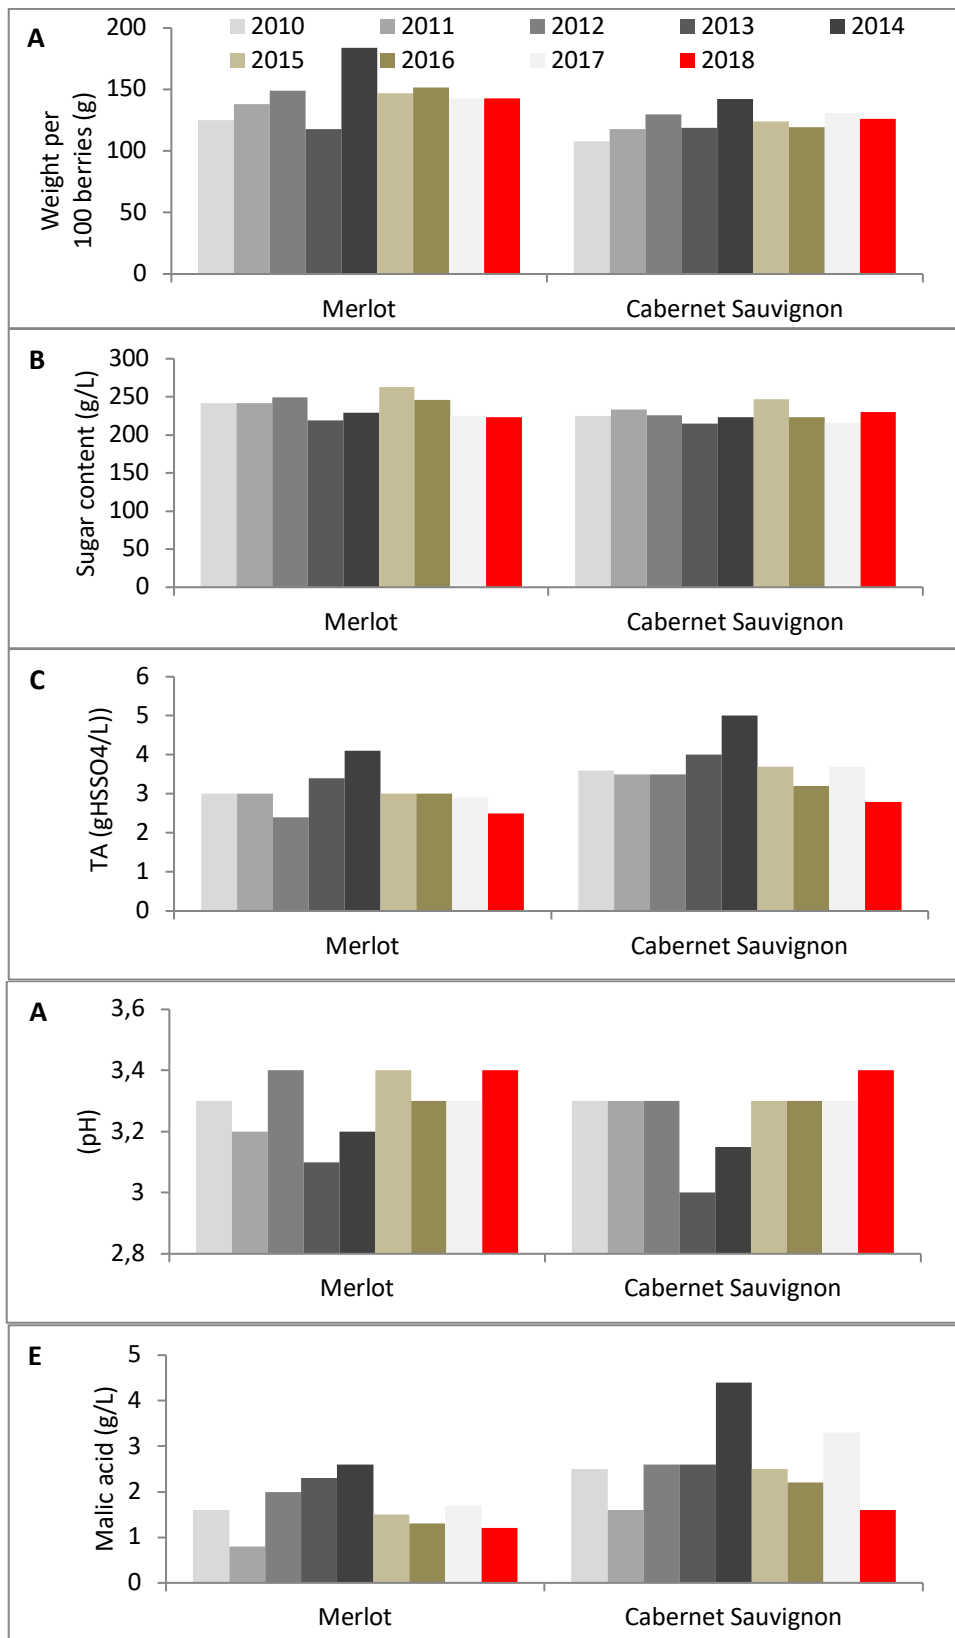 A
2010 2011 2012 2013 2014
2015 2016 2017 2018
Weight per
100 berries (g)
200
150
100
50
0
Merlot Cabernet Sauvignon
B
Sugar content (g/L)
300
250
200
150
100
50
0
Merlot Cabernet Sauvignon
C
TA (gHSSO4/L))
6
5
4
3
2
1
0
Merlot Cabernet Sauvignon
A
(pH)
3,6
3,4
3,2
3
2,8
Merlot Cabernet Sauvignon
E
Malic acid (g/L)
5
4
3
2
1
0
Merlot Cabernet Sauvignon